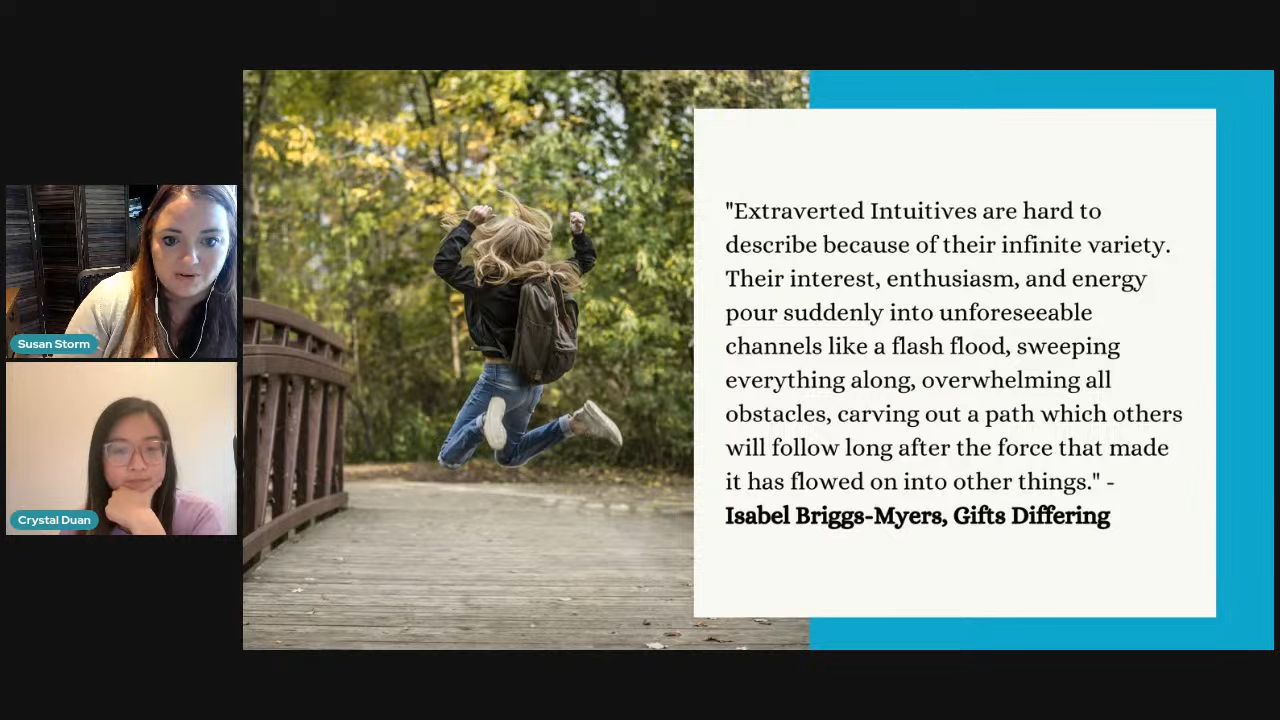 Susan Storm
Crystal Duan
"Extraverted Intuitives are hard to
describe because of their infinite variety.
Their interest, enthusiasm, and energy
pour suddenly into unforeseeable
channels like a flash flood, sweeping
everything along, overwhelming all
obstacles, carving out a path which others
will follow long after the force that made
it has flowed on into other things." -
Isabel Briggs-Myers, Gifts Differing